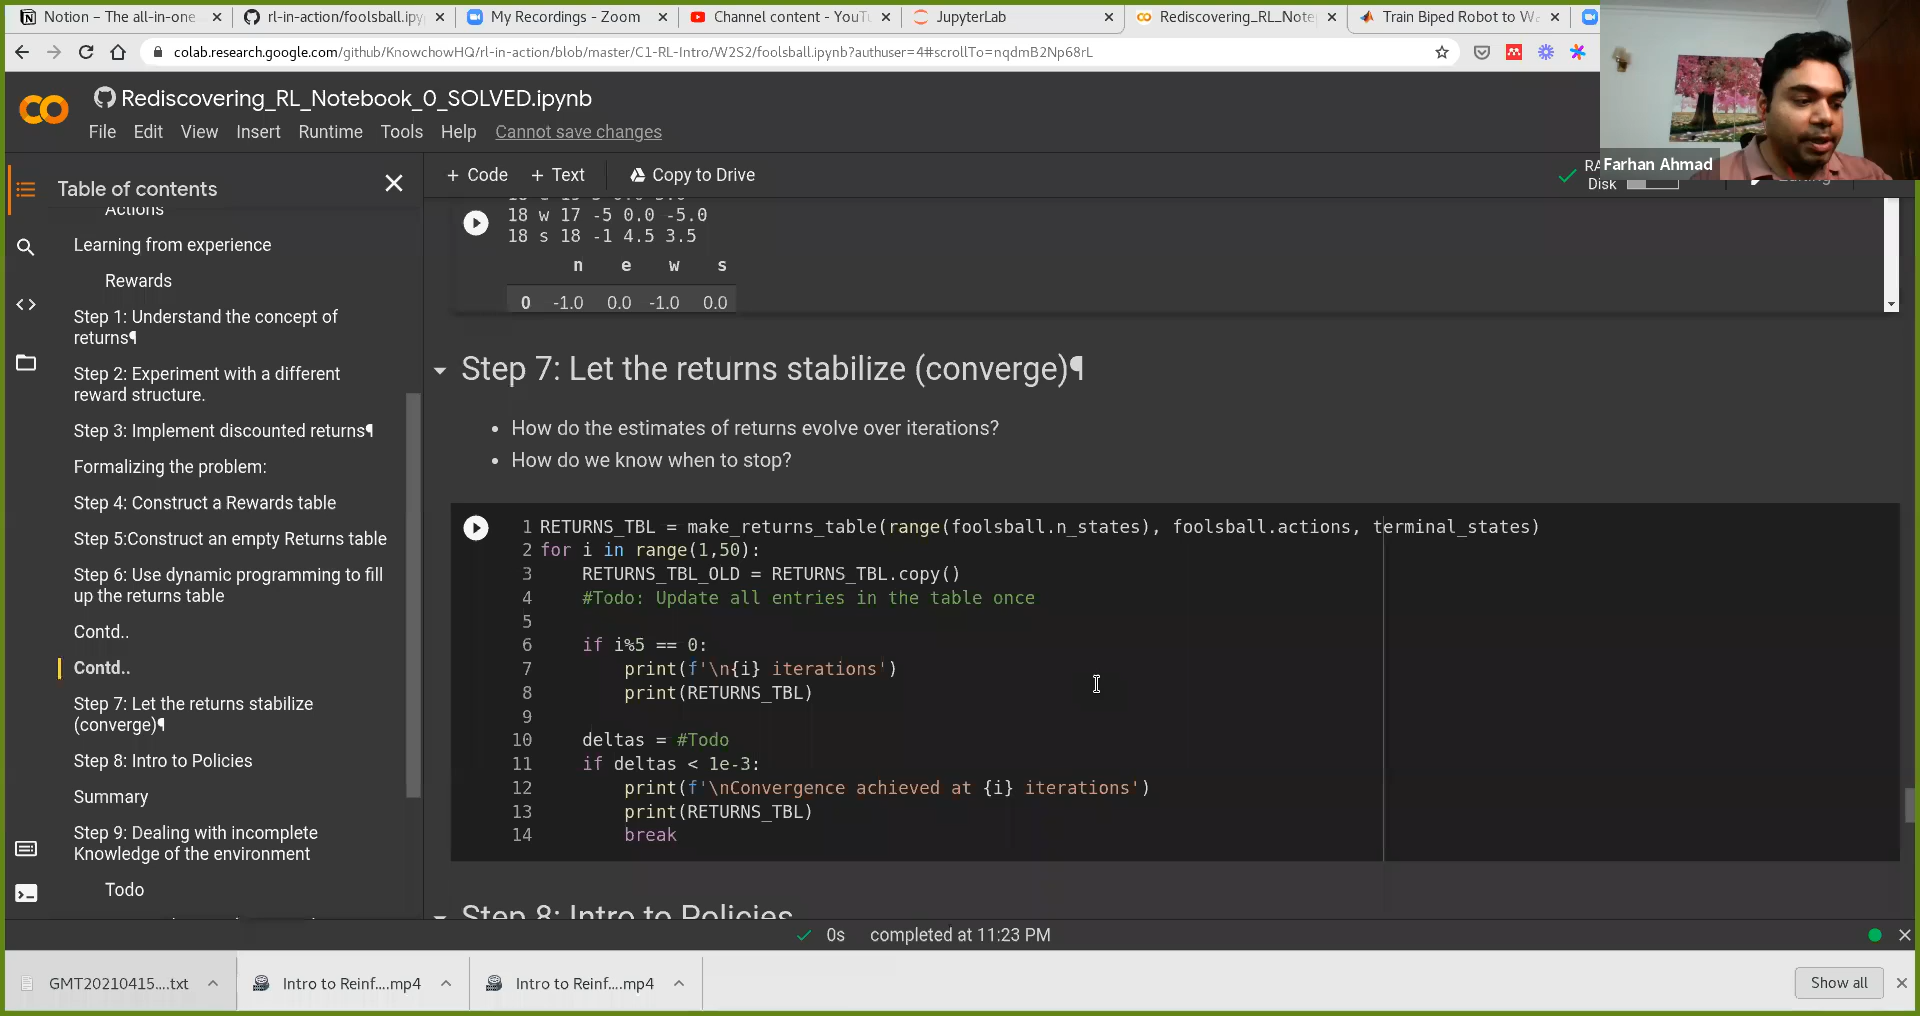 Notion – The all-in-one
rl-in-action/foolsball.ipy
My Recordings - Zoom
Channel content - YouTu
JupyterLab
Rediscovering_RL_Note
Train Biped Robot to Wa
colab.research.google.com/github/KnowchowHQ/rl-in-action/blob/master/C1-RL-Intro/W2S2/foolsball.ipynb?authuser=4#scrollTo=nqdmB2Np68rL
Rediscovering_RL_Notebook_0_SOLVED.ipynb
File Edit View Insert Runtime Tools Help Cannot save changes
Farhan Ahmad
Table of contents
+ Code + Text Copy to Drive
RA
Disk
Editing
Actions
Learning from experience
Rewards
Step 1: Understand the concept of
returns¶
Step 2: Experiment with a different
reward structure.
Step 3: Implement discounted returns¶
Formalizing the problem:
Step 4: Construct a Rewards table
Step 5:Construct an empty Returns table
Step 6: Use dynamic programming to fill
up the returns table
Contd..
Contd..
Step 7: Let the returns stabilize
(converge)¶
Step 8: Intro to Policies
Summary
Step 9: Dealing with incomplete
Knowledge of the environment
Todo
18 w 17 -5 0.0 -5.0
18 s 18 -1 4.5 3.5
n e w s
0 -1.0 0.0 -1.0 0.0
Step 7: Let the returns stabilize (converge)¶
• How do the estimates of returns evolve over iterations?
• How do we know when to stop?
1 RETURNS_TBL = make_returns_table(range(foolsball.n_states), foolsball.actions, terminal_states)
2 for i in range(1,50):
3     RETURNS_TBL_OLD = RETURNS_TBL.copy()
4     #Todo: Update all entries in the table once
5
6     if i%5 == 0:
7         print(f'\n{i} iterations')
8         print(RETURNS_TBL)
9
10     deltas = #Todo
11     if deltas < 1e-3:
12         print(f'\nConvergence achieved at {i} iterations')
13         print(RETURNS_TBL)
14         break
Step 8: Intro to Policies
0s completed at 11:23 PM
GMT20210415....txt
Intro to Reinf....mp4
Intro to Reinf....mp4
Show all